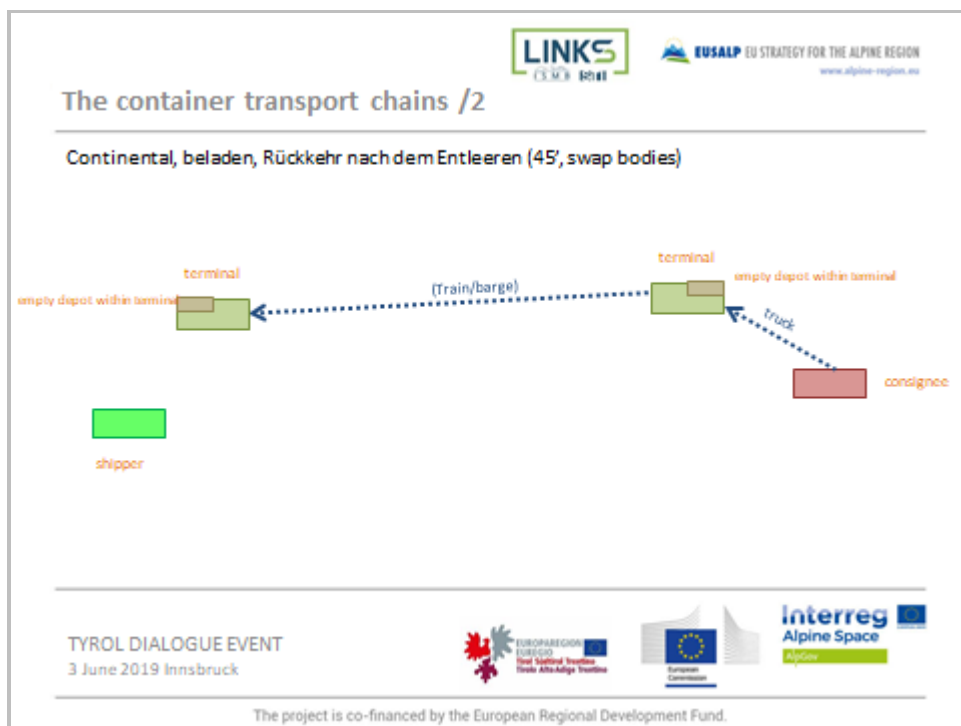 LINKS
EUSALP EU STRATEGY FOR THE ALPINE REGION
www.alpine-region.eu
The container transport chains /2
Continental, beladen, Rückkehr nach dem Entleeren (45', swap bodies)
terminal
empty depot within terminal
(Train/barge)
terminal
empty depot within terminal
truck
consignee
shipper
TYROL DIALOGUE EVENT
3 June 2019 Innsbruck
EUROPAREGION
EUREGIO
Tirol Südtirol Trentino
Tirolo Alto Adige Trentino
European
Commission
Interreg
Alpine Space
AlpGov
The project is co-financed by the European Regional Development Fund.